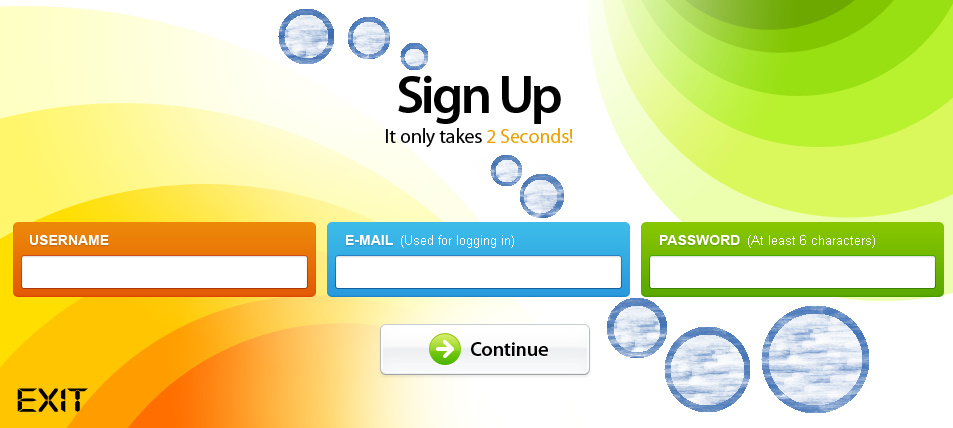 Sign Up
It only takes 2 Seconds!
USERNAME
E-MAIL (Used for logging in)
PASSWORD (At least 6 characters)
Continue
EXIT